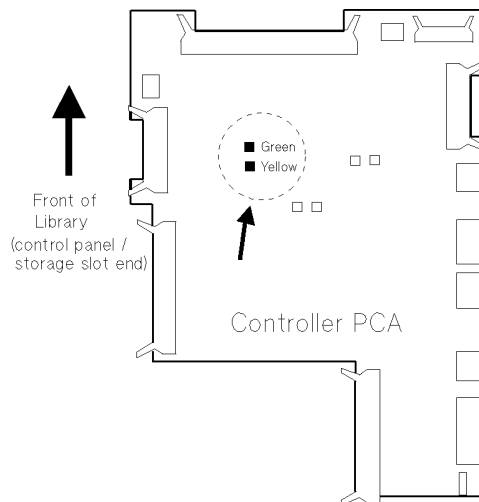 Green
Yellow
Front of
Library
(control panel /
storage slot end)
Controller PCA